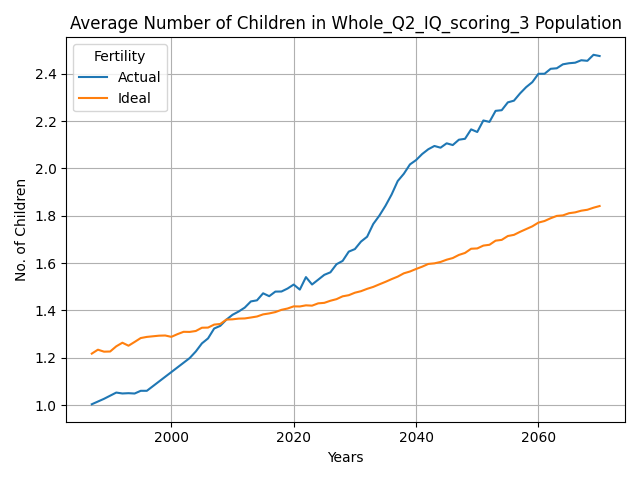 Average Number of Children in Whole_Q2_IQ_scoring_3 Population
Fertility
Actual
Ideal
No. of Children
2.4
2.2
2.0
1.8
1.6
1.4
1.2
1.0
2000 2020 2040 2060
Years